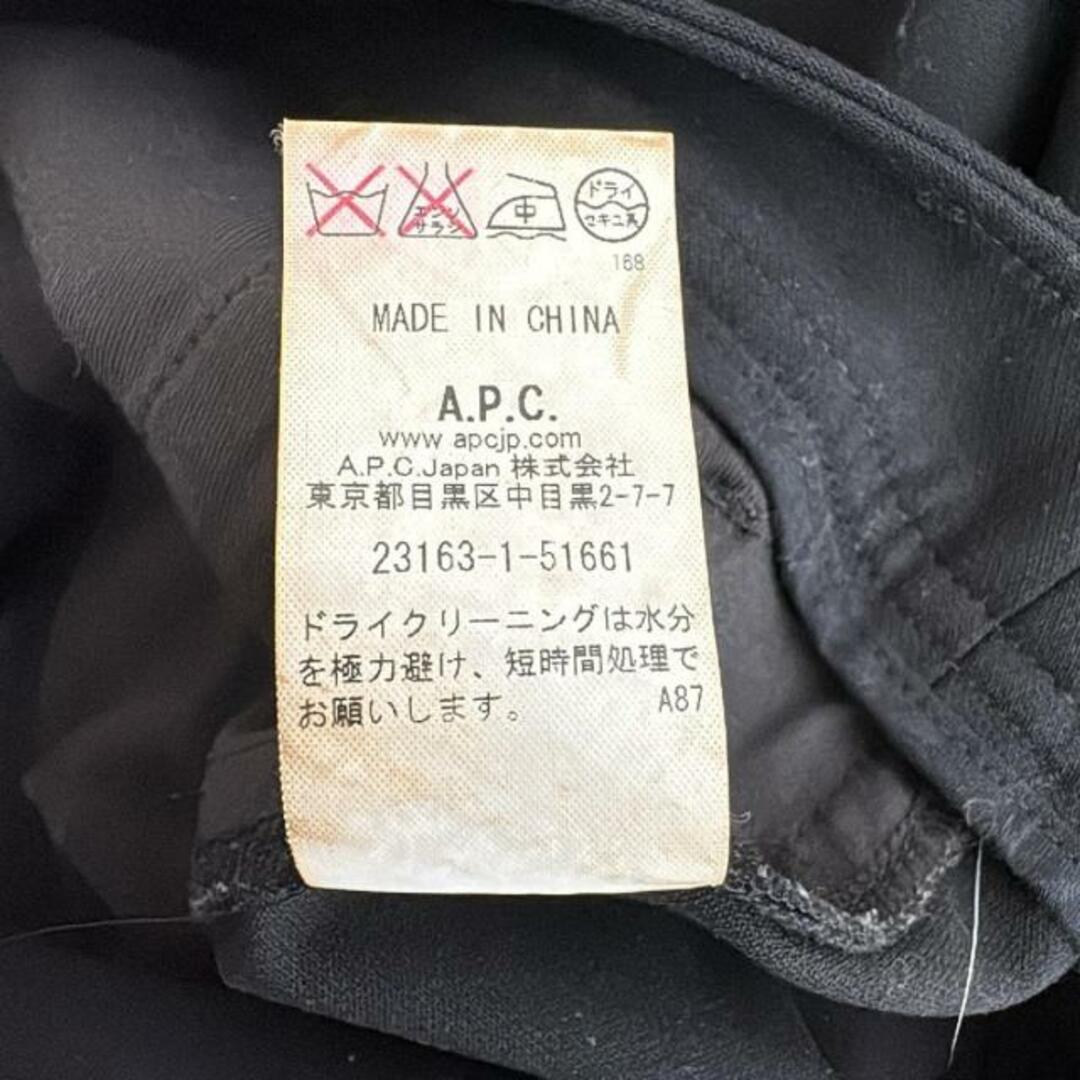 エンソ
サラシ
中
ドライ
セキユ系
168
MADE IN CHINA
A.P.C.
www apcjp.com
A.P.C.Japan 株式会社
東京都目黒区中目黒2-7-7
23163-1-51661
ドライクリーニングは水分
を極力避け、短時間処理で
お願いします。 A87